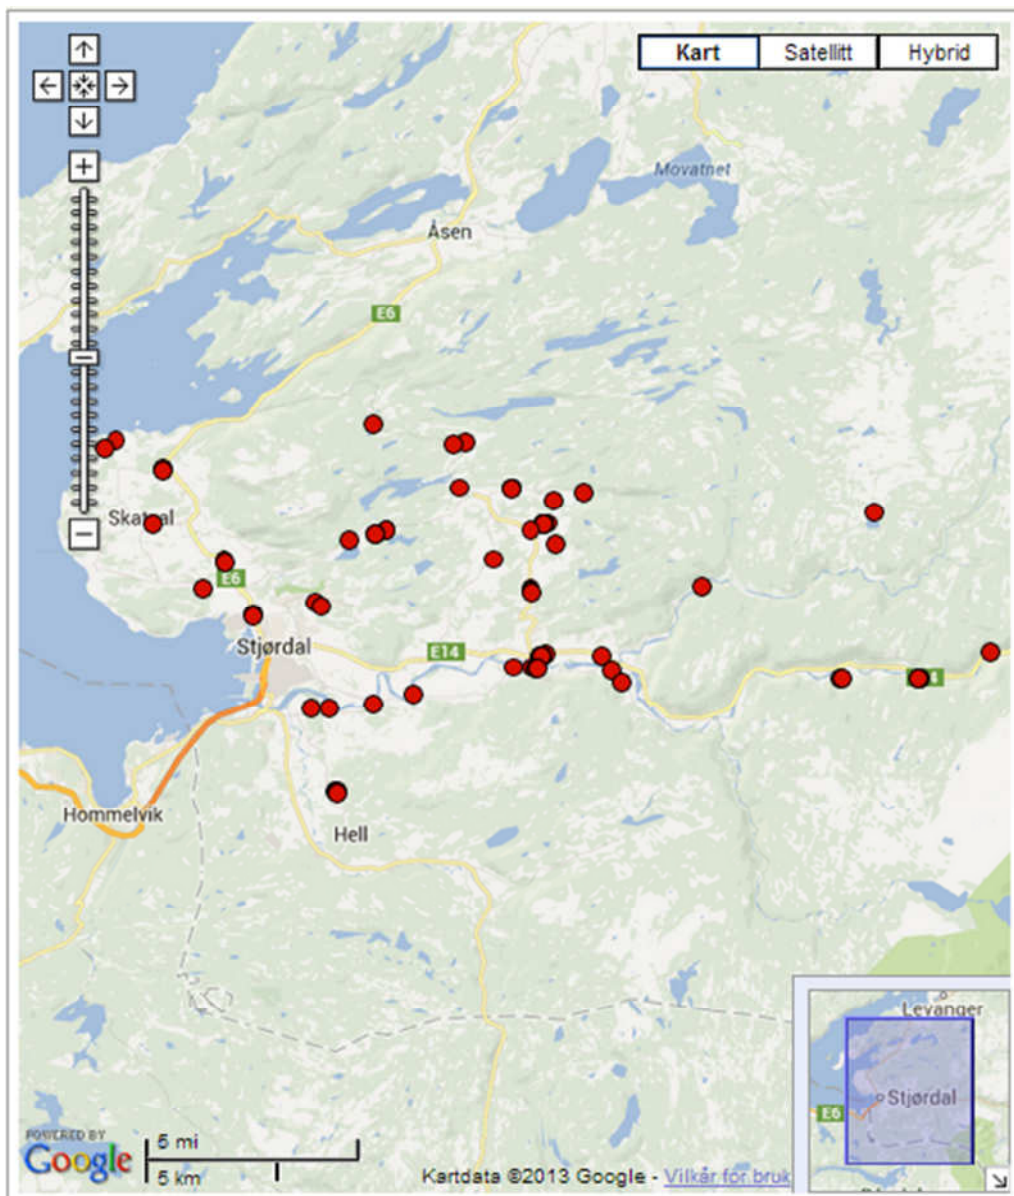 Kart
Satellitt
Hybrid
Movatnet
Åsen
E6
E6
Stjørdal
E14
Hommelvik
Hell
Levanger
Stjørdal
E6
POWERED BY
Google
5 mi
5 km
Kartdata ©2013 Google - Vilkår for bruk